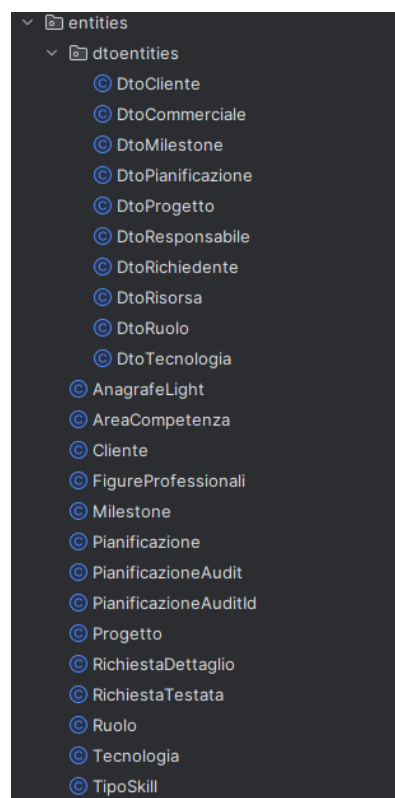 entities
dtoentities
DtoCliente
DtoCommerciale
DtoMilestone
DtoPianificazione
DtoProgetto
DtoResponsabile
DtoRichiedente
DtoRisorsa
DtoRuolo
DtoTecnologia
AnagrafeLight
AreaCompetenza
Cliente
FigureProfessionali
Milestone
Pianificazione
PianificazioneAudit
PianificazioneAuditId
Progetto
RichiestaDettaglio
RichiestaTestata
Ruolo
Tecnologia
TipoSkill